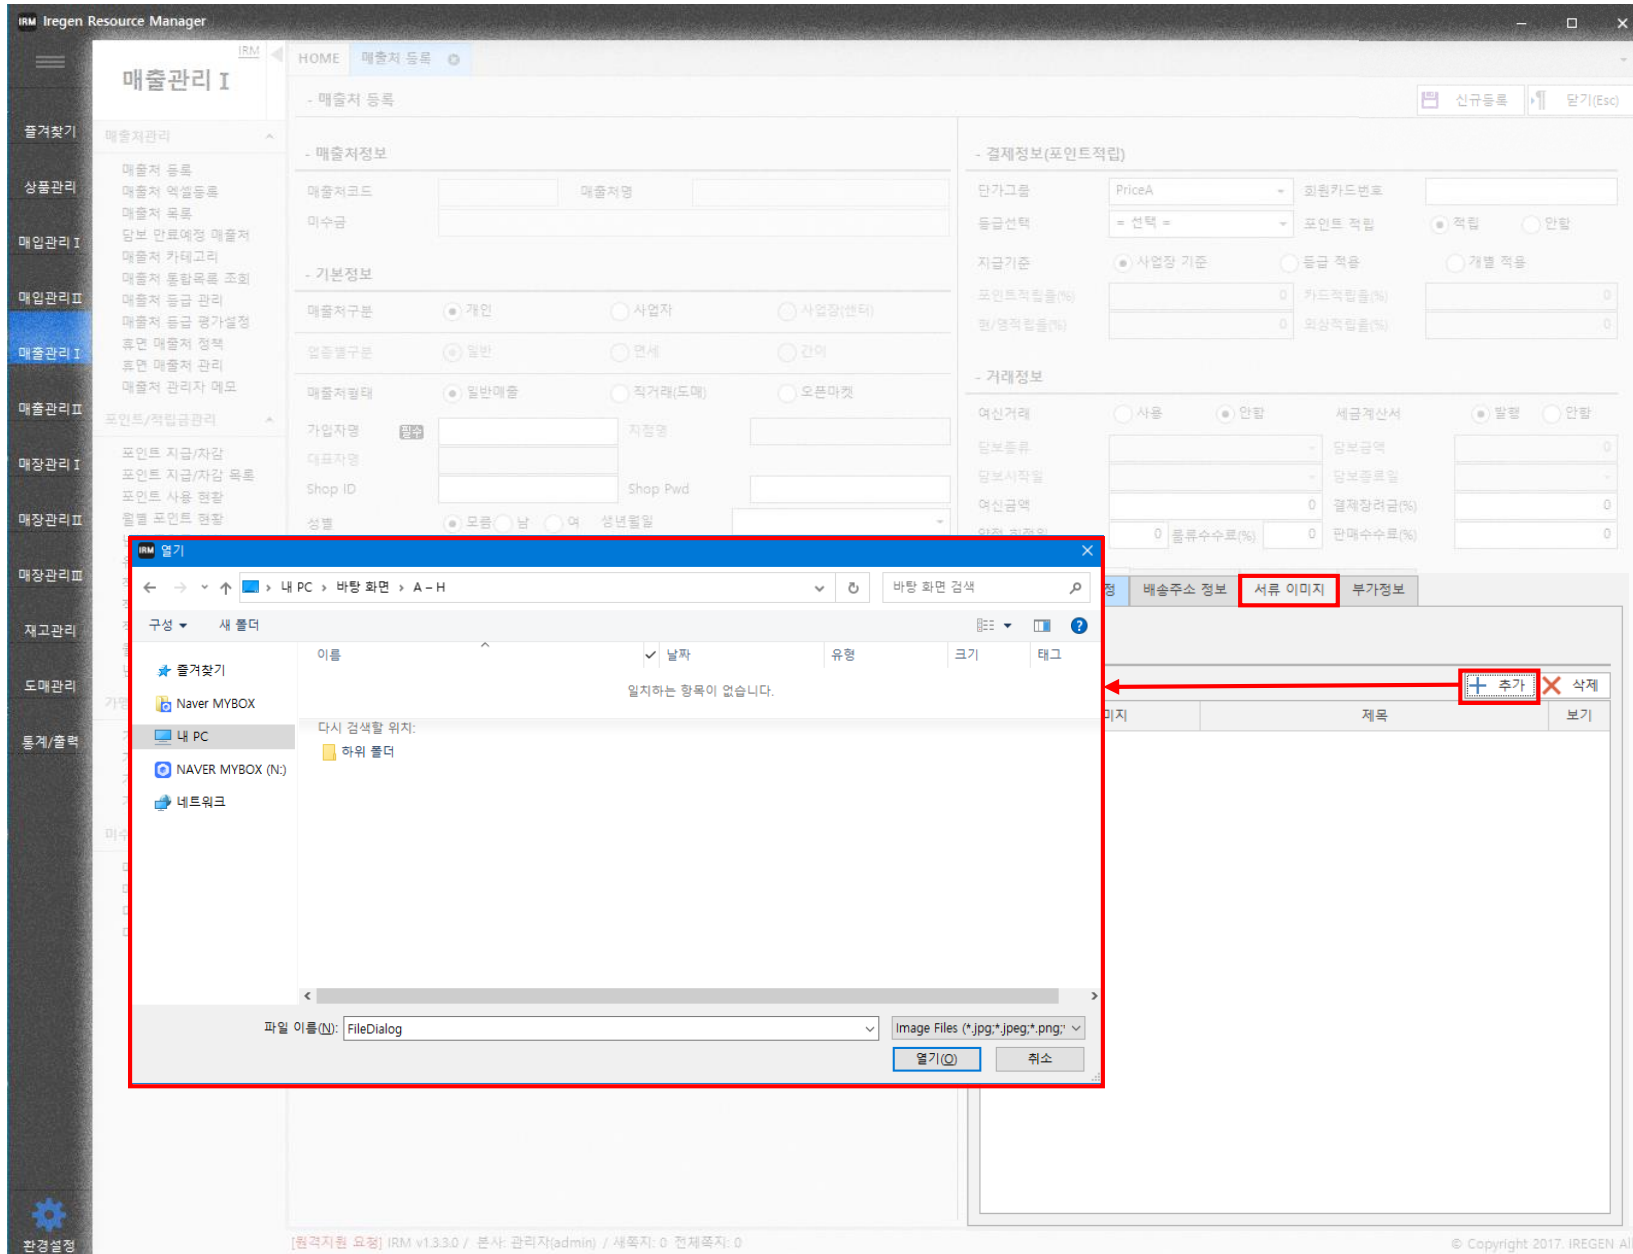 IRM Iregen Resource Manager
IRM
매출관리 I
HOME
매출처 등록
- 매출처 등록
신규등록
닫기(Esc)
즐겨찾기
상품관리
매입관리 I
매입관리 II
매출관리 I
매출관리 II
매장관리 I
매장관리 II
매장관리 III
재고관리
도매관리
통계/출력
환경설정
매출처관리
매출처 등록
매출처 엑셀등록
매출처 목록
담보 만료예정 매출처
매출처 카테고리
매출처 통합목록 조회
매출처 등급 관리
매출처 등급 평가설정
휴면 매출처 정책
휴면 매출처 관리
매출처 관리자 메모
포인트/적립금관리
포인트 지급/차감
포인트 지급/차감 목록
포인트 사용 현황
월별 포인트 현황
- 매출처정보
매출처코드
매출처명
미수금
- 기본정보
매출처구분 개인 사업자 사업장(센터)
업종별구분 일반 면세 간이
매출처형태 일반매출 직거래(도매) 오픈마켓
가입자명 필수 지점명
대표자명
Shop ID Shop Pwd
성별 모름 남 여 생년월일
- 결제정보(포인트적립)
단가그룹 PriceA 회원카드번호
등급선택 = 선택 = 포인트 적립 적립 안함
지급기준 사업장 기준 등급 적용 개별 적용
포인트적립율(%) 0 카드적립율(%) 0
현/영적립율(%) 0 외상적립율(%) 0
- 거래정보
여신거래 사용 안함 세금계산서 발행 안함
담보종류 담보금액 0
담보시작일 담보종료일
여신금액 0 결제장려금(%) 0
약정 회전일 0 물류수수료(%) 0 판매수수료(%) 0
정 배송주소 정보 서류 이미지 부가정보
추가 삭제
미지 제목 보기
IRM 열기
내 PC › 바탕 화면 › A – H
바탕 화면 검색
구성 새 폴더
이름 날짜 유형 크기 태그
일치하는 항목이 없습니다.
다시 검색할 위치:
하위 폴더
즐겨찾기
Naver MYBOX
내 PC
NAVER MYBOX (N:)
네트워크
파일 이름(N): FileDialog
Image Files (*.jpg;*.jpeg;*.png;*
열기(O) 취소
[원격지원 요청] IRM v1.3.3.0 / 본사: 관리자(admin) / 새쪽지: 0 전체쪽지: 0
© Copyright 2017. IREGEN All